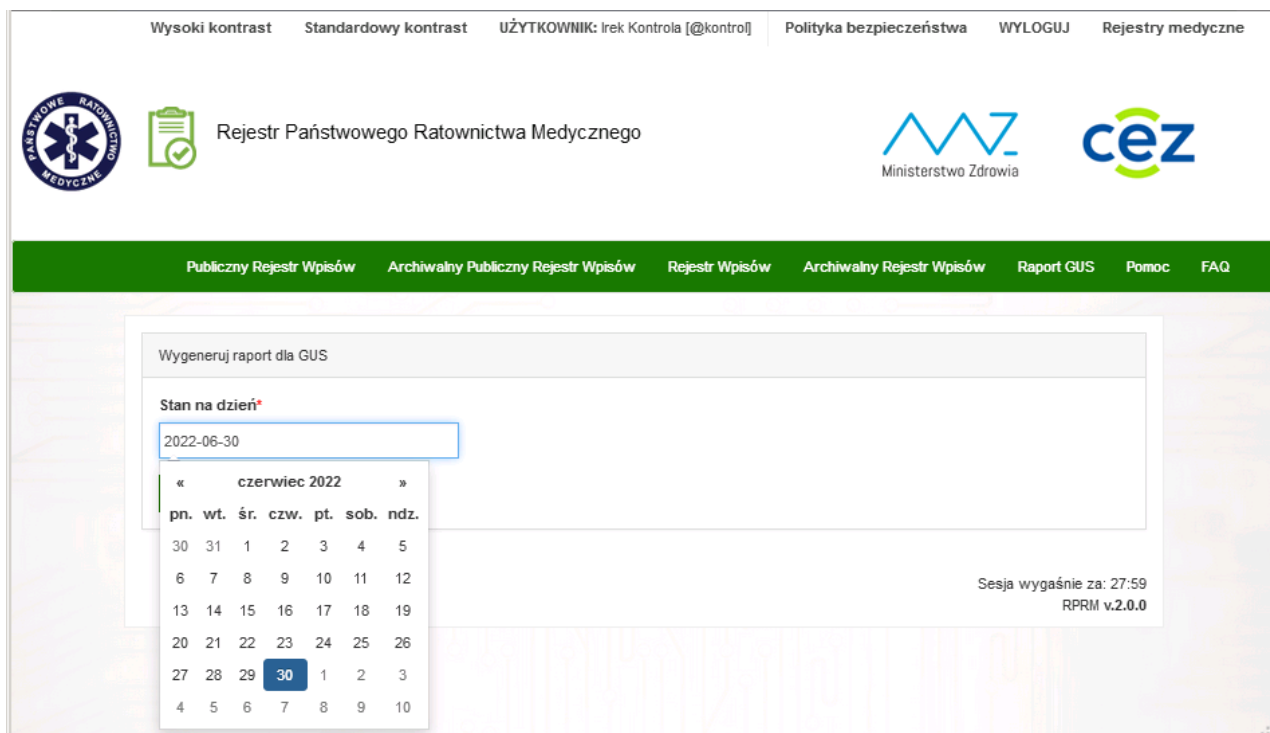 Wysoki kontrast Standardowy kontrast UŻYTKOWNIK: Irek Kontrola [@kontrol] Polityka bezpieczeństwa WYLOGUJ Rejestry medyczne
PAŃSTWOWE RATOWNICTWO MEDYCZNE
Rejestr Państwowego Ratownictwa Medycznego
Ministerstwo Zdrowia
cez
Publiczny Rejestr Wpisów Archiwalny Publiczny Rejestr Wpisów Rejestr Wpisów Archiwalny Rejestr Wpisów Raport GUS Pomoc FAQ
Wygeneruj raport dla GUS
Stan na dzień*
2022-06-30
« czerwiec 2022 »
pn. wt. śr. czw. pt. sob. ndz.
30 31 1 2 3 4 5
6 7 8 9 10 11 12
13 14 15 16 17 18 19
20 21 22 23 24 25 26
27 28 29 30 1 2 3
4 5 6 7 8 9 10
Sesja wygaśnie za: 27:59
RPRM v.2.0.0